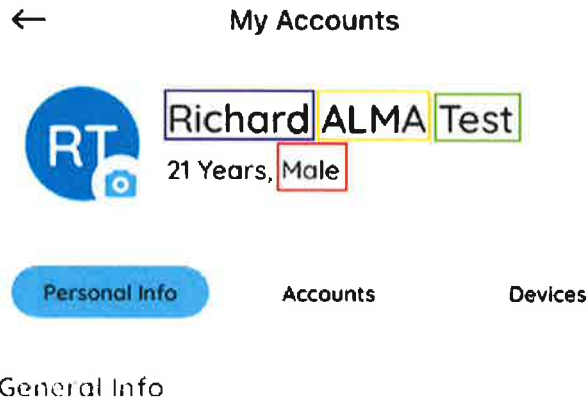 My Accounts
RT
Richard ALMA Test
21 Years, Male
Personal Info Accounts Devices
General Info